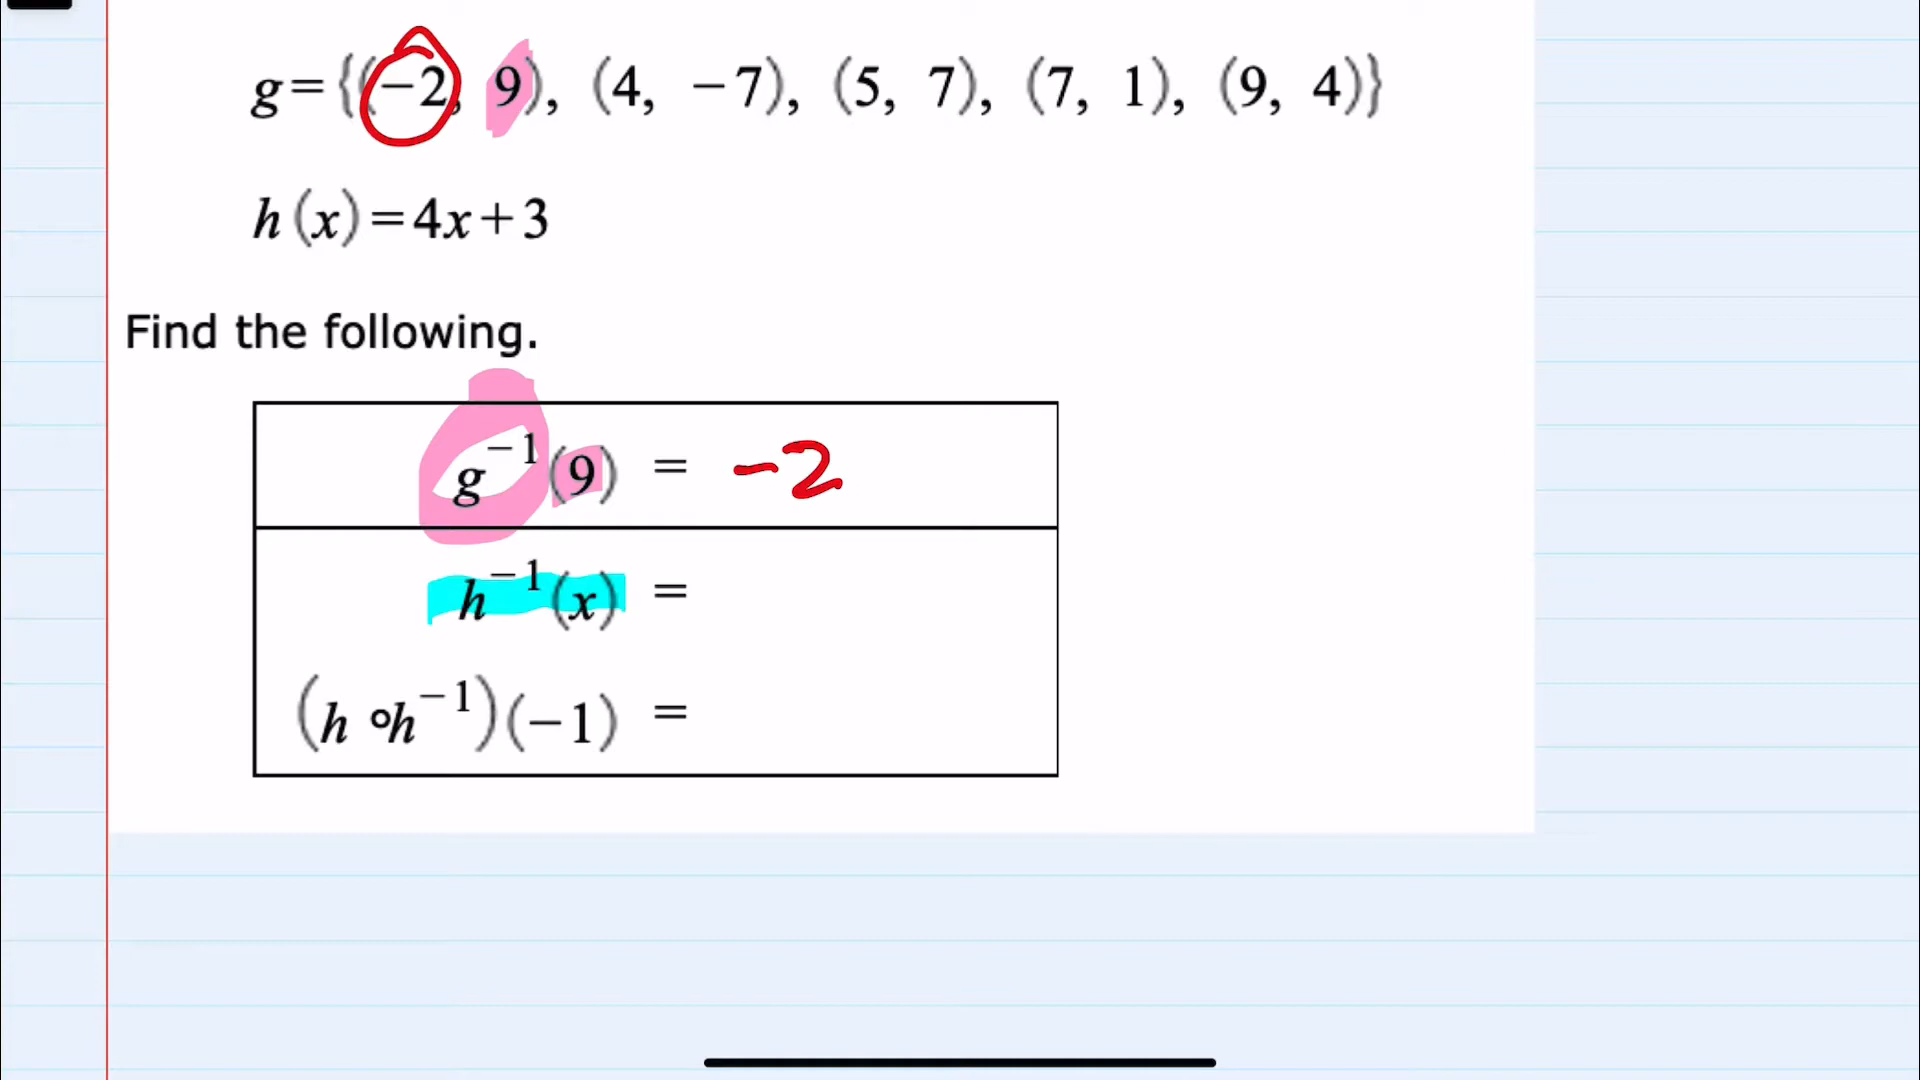 g={(−2, 9), (4, −7), (5, 7), (7, 1), (9, 4)}
h(x)=4x+3
Find the following.
g⁻¹(9) = −2
h⁻¹(x) =
(h∘h⁻¹)(−1) =